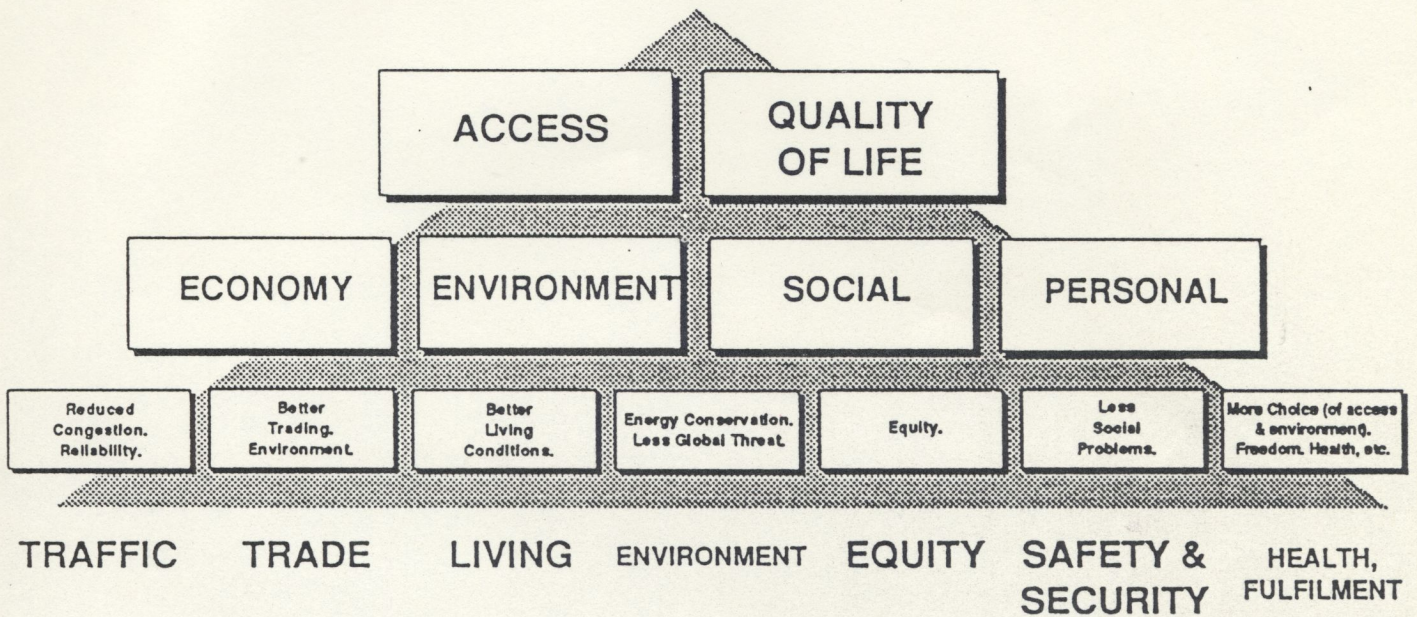 ACCESS
QUALITY
OF LIFE
ECONOMY
ENVIRONMENT
SOCIAL
PERSONAL
Reduced
Congestion.
Reliability.
Better
Trading.
Environment.
Better
Living
Conditions.
Energy Conservation.
Less Global Threat.
Equity.
Less
Social
Problems.
More Choice (of access
& environment).
Freedom. Health, etc.
TRAFFIC
TRADE
LIVING
ENVIRONMENT
EQUITY
SAFETY &
SECURITY
HEALTH,
FULFILMENT